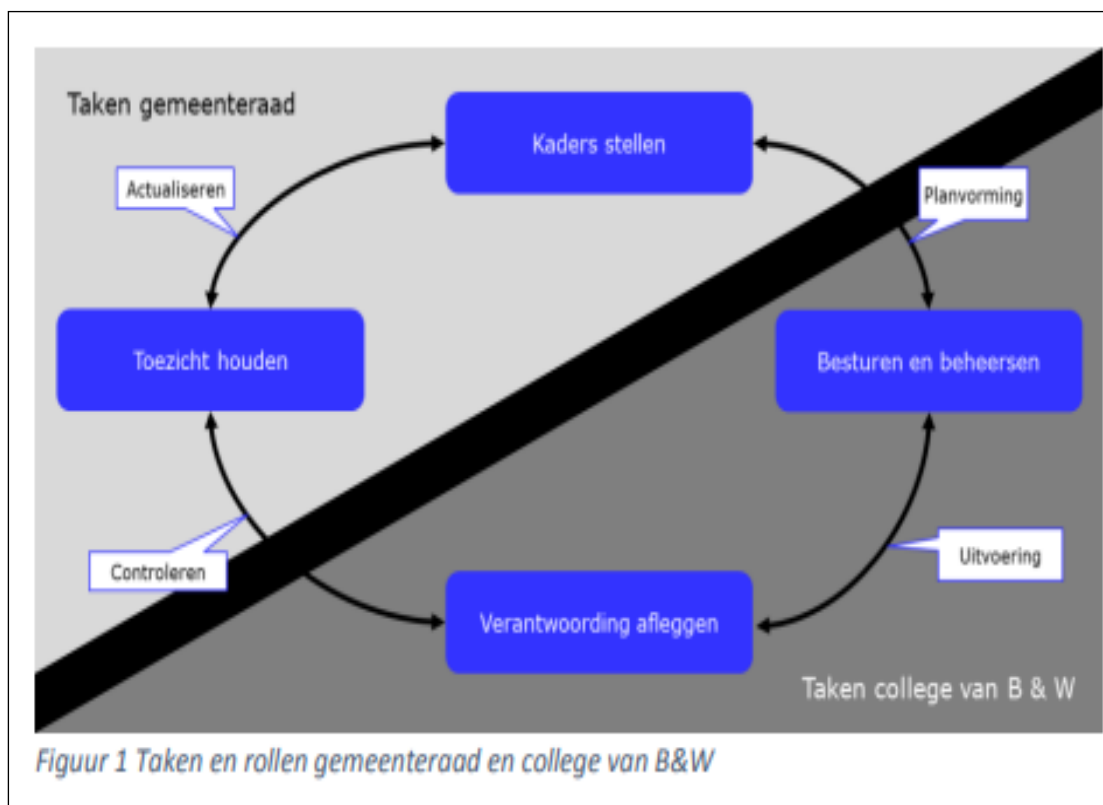 Taken gemeenteraad
Kaders stellen
Actualiseren
Planvorming
Toezicht houden
Besturen en beheersen
Controleren
Uitvoering
Verantwoording afleggen
Taken college van B & W
Figuur 1 Taken en rollen gemeenteraad en college van B&W